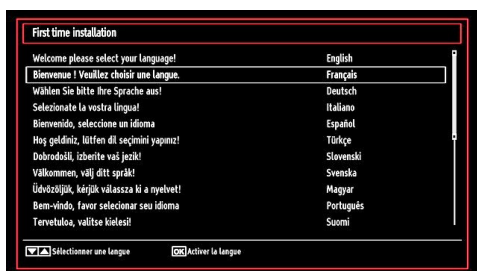 First time installation
Welcome please select your language! English
Bienvenue ! Veuillez choisir une langue. Français
Wählen Sie bitte Ihre Sprache aus! Deutsch
Selezionate la vostra lingua! Italiano
Bienvenido, seleccione un idioma Español
Hoş geldiniz, lütfen dil seçimini yapınız! Türkçe
Dobrodošli, izberite vaš jezik! Slovenski
Välkommen, välj ditt språk! Svenska
Üdvözöljük, kérjük válassza ki a nyelvet! Magyar
Bem-vindo, favor selecionar seu idioma Português
Tervetuloa, valitse kielesi! Suomi
Sélectionner une langue OK Activer la langue